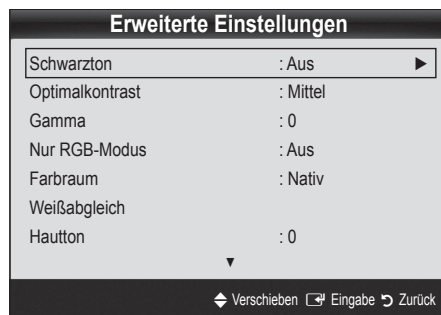 Erweiterte Einstellungen
Schwarzton : Aus ►
Optimalkontrast : Mittel
Gamma : 0
Nur RGB-Modus : Aus
Farbraum : Nativ
Weißabgleich
Hautton : 0
▼
Verschieben Eingabe Zurück